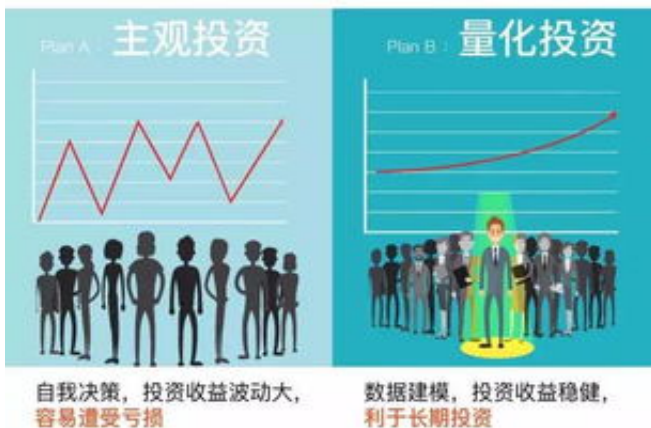 Plan A： 主观投资
Plan B： 量化投资
自我决策，投资收益波动大，
容易遭受亏损
数据建模，投资收益稳健，
利于长期投资